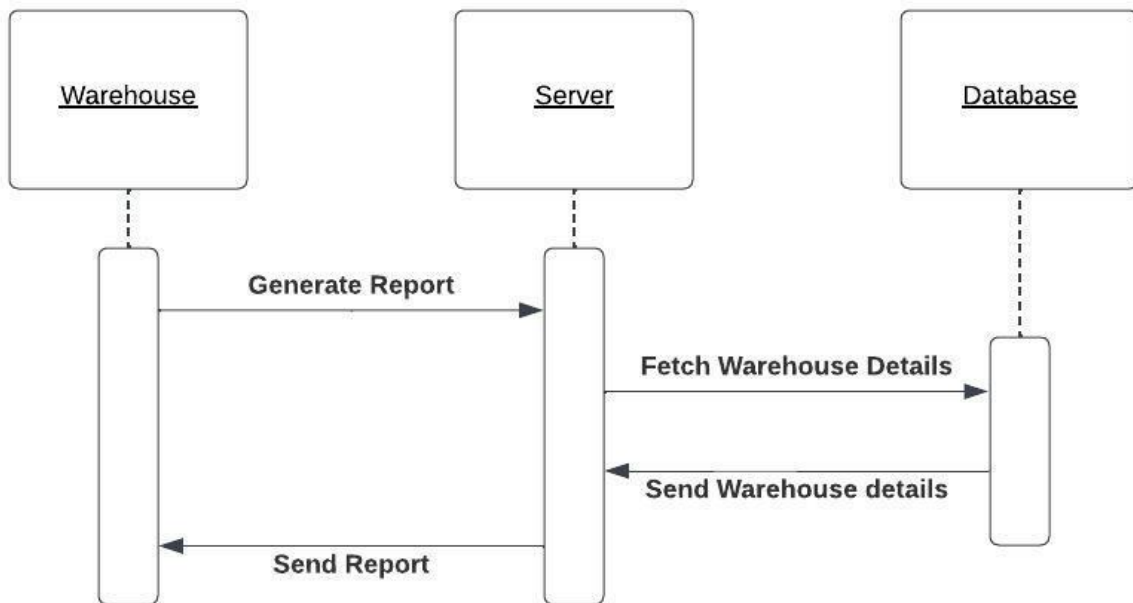 Warehouse
Server
Database
Generate Report
Fetch Warehouse Details
Send Warehouse details
Send Report